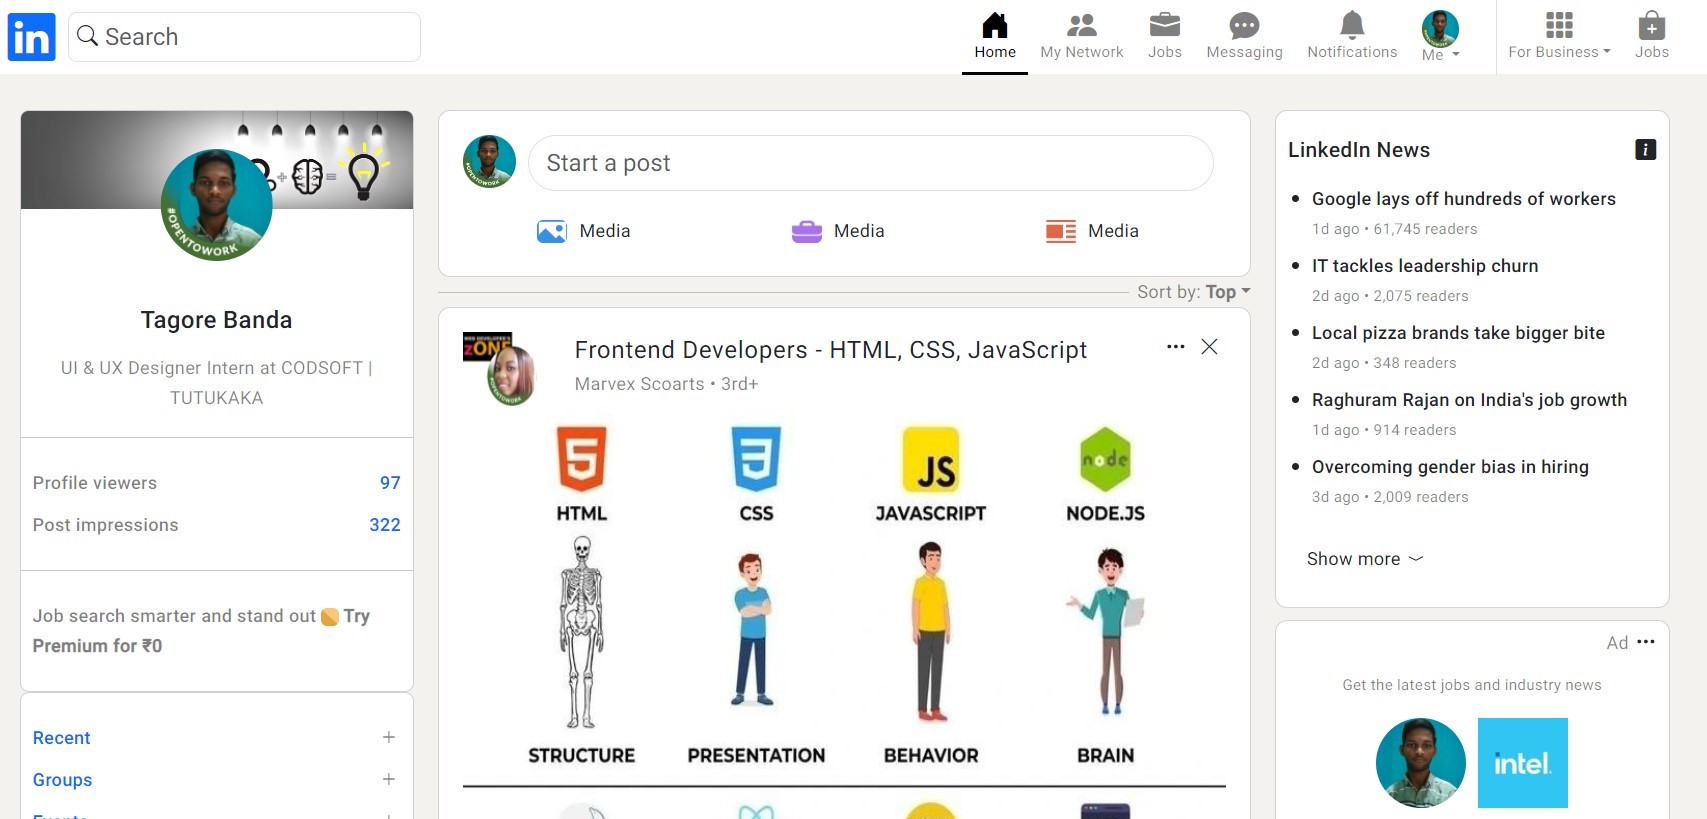 in
Search
Home
My Network
Jobs
Messaging
Notifications
Me
For Business
Jobs
#OPENTOWORK
Tagore Banda
UI & UX Designer Intern at CODSOFT |
TUTUKAKA
Profile viewers 97
Post impressions 322
Job search smarter and stand out Try
Premium for ₹0
Recent +
Groups +
Events
Start a post
Media
Media
Media
Sort by: Top
WEB DEVELOPER'S
ZONE
Frontend Developers - HTML, CSS, JavaScript
Marvex Scoarts • 3rd+
5
3
JS
node
HTML
CSS
JAVASCRIPT
NODE.JS
STRUCTURE
PRESENTATION
BEHAVIOR
BRAIN
LinkedIn News
i
Google lays off hundreds of workers
1d ago • 61,745 readers
IT tackles leadership churn
2d ago • 2,075 readers
Local pizza brands take bigger bite
2d ago • 348 readers
Raghuram Rajan on India's job growth
1d ago • 914 readers
Overcoming gender bias in hiring
3d ago • 2,009 readers
Show more
Ad
Get the latest jobs and industry news
intel.